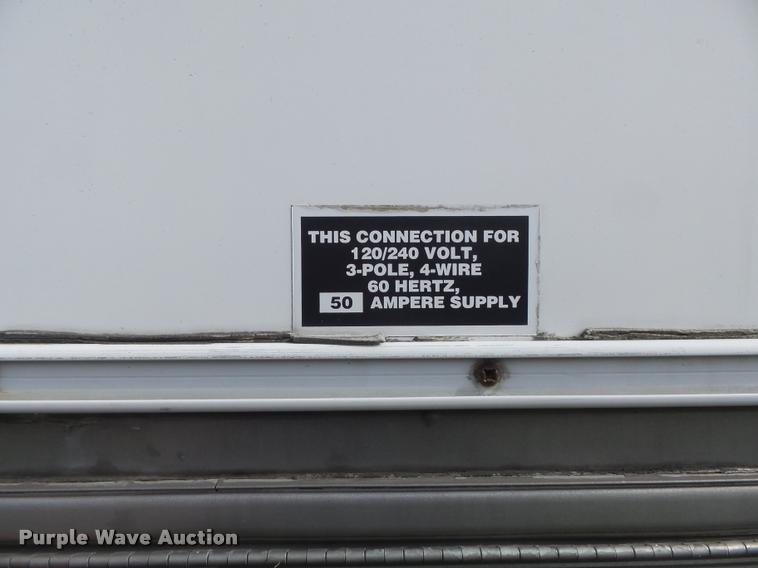 THIS CONNECTION FOR
120/240 VOLT,
3-POLE, 4-WIRE
60 HERTZ,
50 AMPERE SUPPLY
Purple Wave Auction